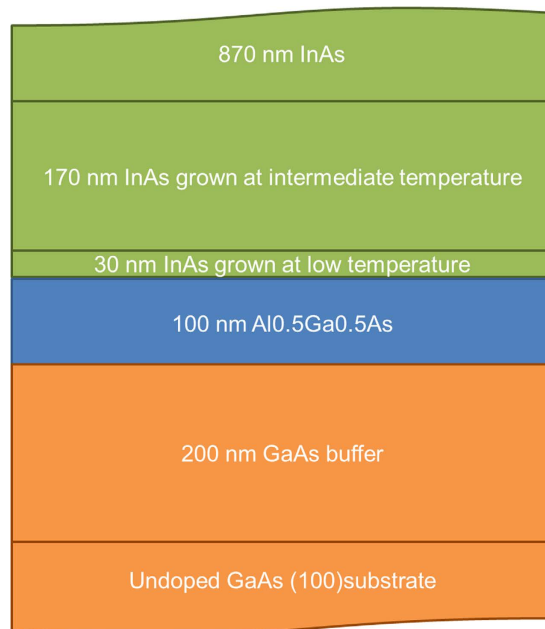 870 nm InAs
170 nm InAs grown at intermediate temperature
30 nm InAs grown at low temperature
100 nm Al0.5Ga0.5As
200 nm GaAs buffer
Undoped GaAs (100)substrate